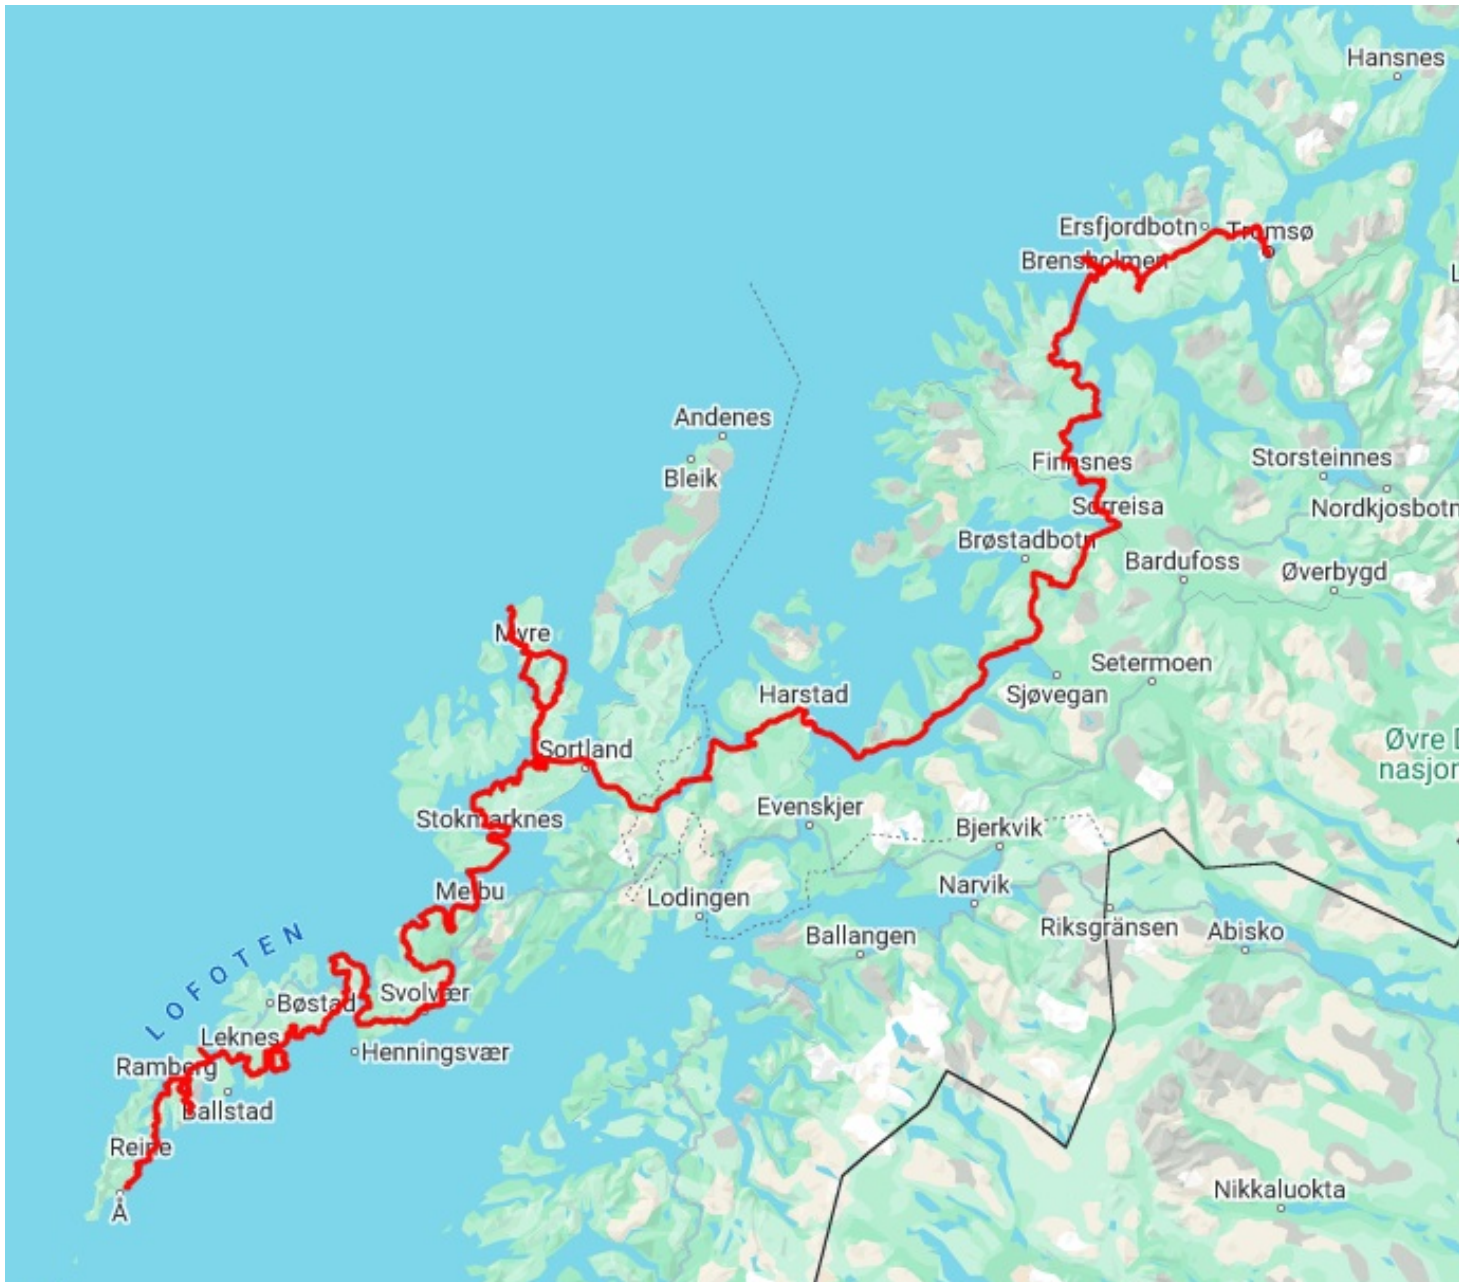 Hansnes
Ersfjordbotn
Tromsø
Brensholmen
Andenes
Bleik
Finnsnes
Storsteinnes
Sørreisa
Nordkjosbotn
Brøstadbotn
Bardufoss
Øverbygd
Myre
Setermoen
Sjøvegan
Harstad
Sortland
Øvre
nasjon
Evenskjer
Stokmarknes
Bjerkvik
Melbu
Narvik
Lodingen
Riksgränsen
Abisko
Ballangen
LOFOTEN
Svolvær
Bøstad
Leknes
Henningsvær
Ramberg
Ballstad
Reine
Nikkaluokta
Å